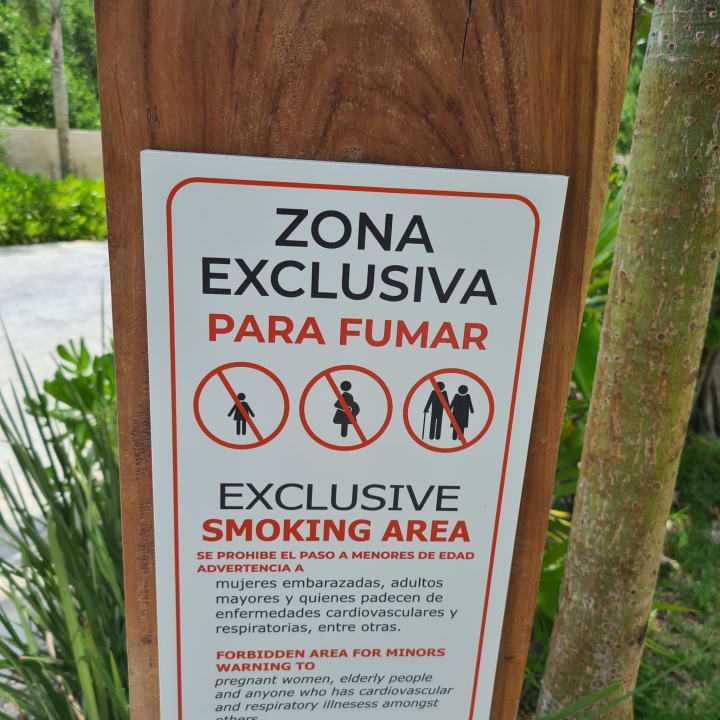 ZONA
EXCLUSIVA
PARA FUMAR
EXCLUSIVE
SMOKING AREA
SE PROHIBE EL PASO A MENORES DE EDAD
ADVERTENCIA A
mujeres embarazadas, adultos
mayores y quienes padecen de
enfermedades cardiovasculares y
respiratorias, entre otras.
FORBIDDEN AREA FOR MINORS
WARNING TO
pregnant women, elderly people
and anyone who has cardiovascular
and respiratory illnesess amongst
others.